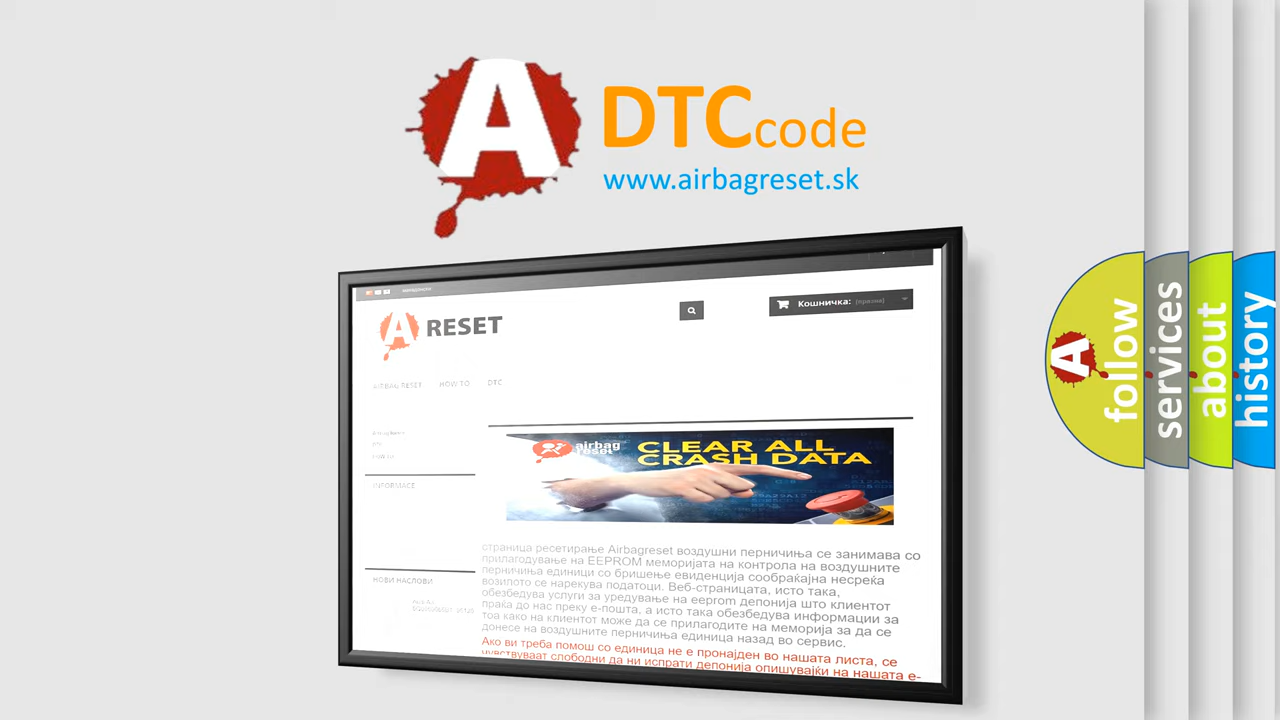 A DTC code
www.airbagreset.sk
Кошничка: (празни)
A RESET
AIRBAG RESET HOW TO DTC
airbag reset
CLEAR ALL
CRASH DATA
INFORMACE
страница ресетирање Airbagreset воздушни перничиња се занимава со
прилагодување на EEPROM меморијата на контрола на воздушните
перничиња единици со бришење евиденција сообраќајна несреќа
возилото се нарекува податоци. Веб-страницата, исто така,
обезбедува услуги за уредување на eeprom депонија што клиентот
праќа до нас преку е-пошта, а исто така обезбедува информации за
тоа како на клиентот може да се прилагодите на меморија за да се
донесе на воздушните перничиња единица назад во сервис.
НОВИ НАСЛОВИ
Ако ви треба помош со единица не е пронајден во нашата листа, се
чувствуваат слободни да ни испрати депонија опишувајќи на нашата е-
A follow
services
about
history